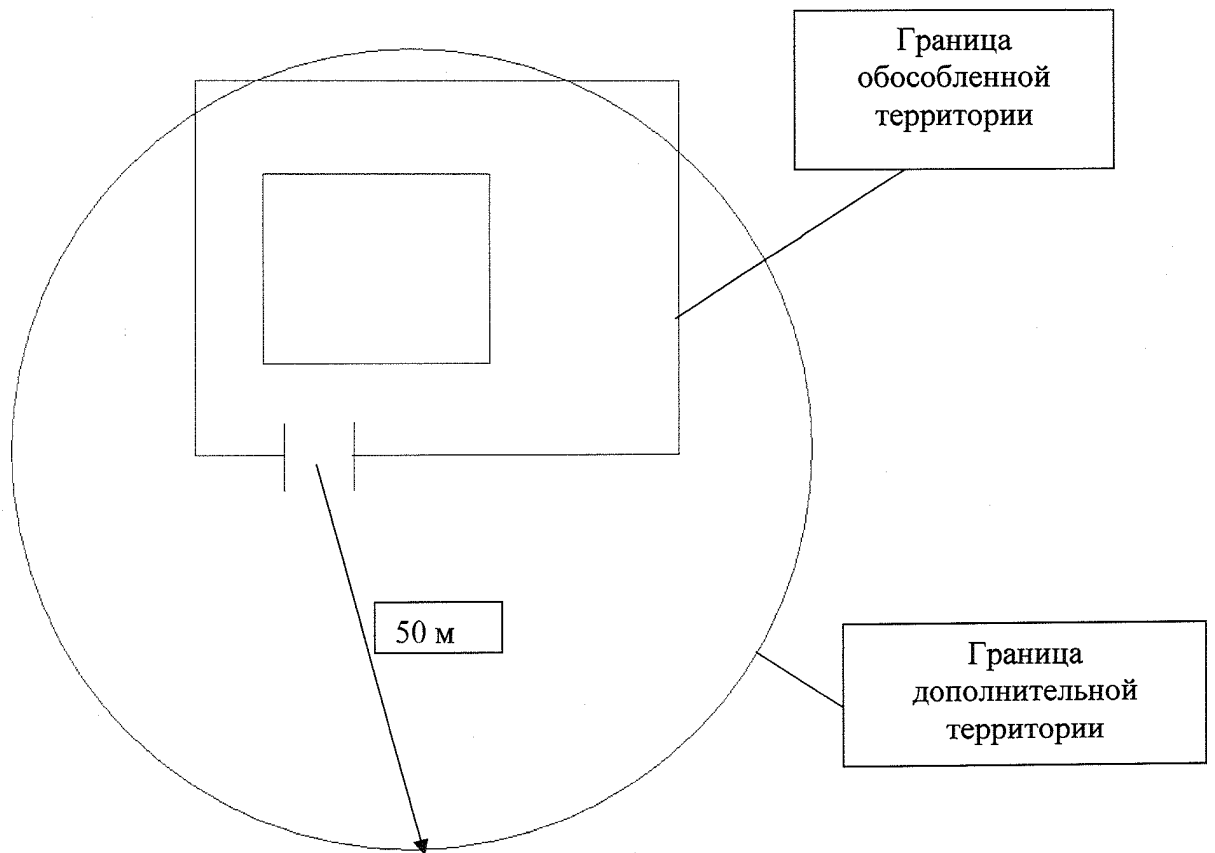 Граница
обособленной
территории
50 м
Граница
дополнительной
территории